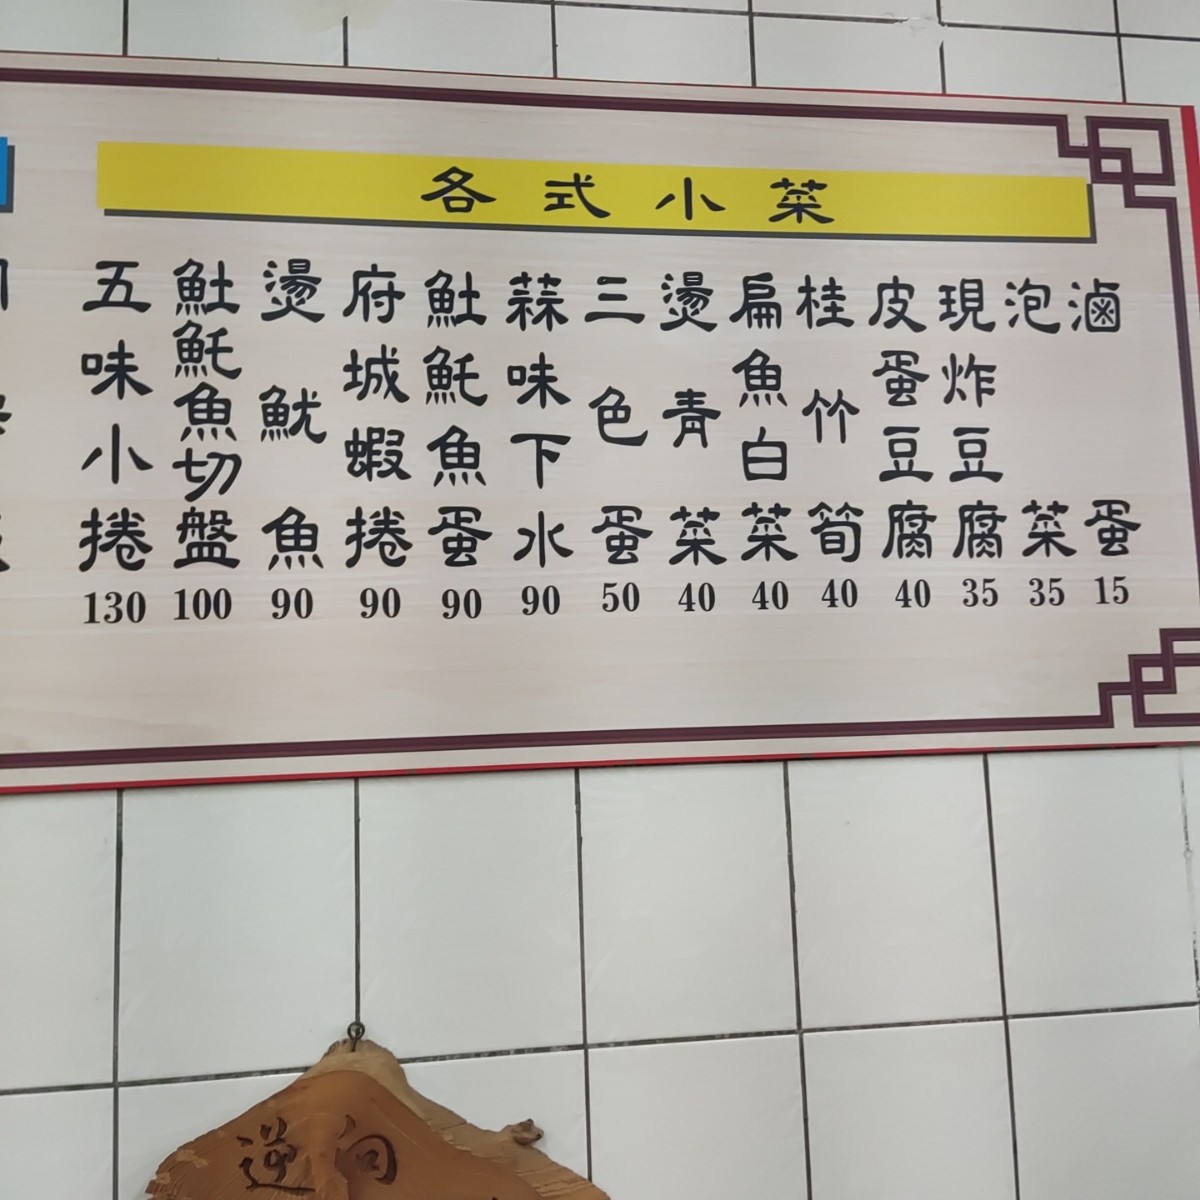 各式小菜
滷蛋 15
泡菜 35
現炸豆腐 35
皮蛋豆腐 40
桂竹筍 40
扁魚白菜 40
燙青菜 40
三色蛋 50
蒜味下水 90
魠魠魚蛋 90
府城蝦捲 90
燙魷魚 90
魠魠魚切盤 100
五味小捲 130
逆向